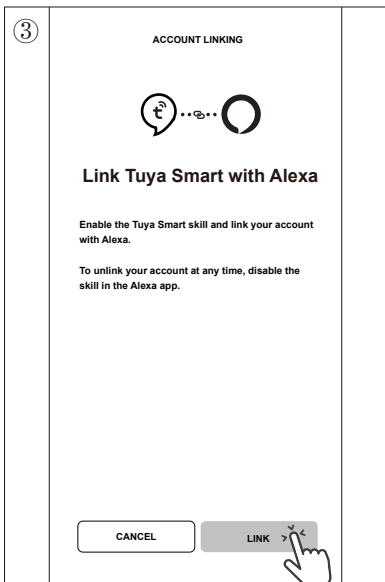 ③
ACCOUNT LINKING
Link Tuya Smart with Alexa
Enable the Tuya Smart skill and link your account
with Alexa.
To unlink your account at any time, disable the
skill in the Alexa app.
CANCEL LINK